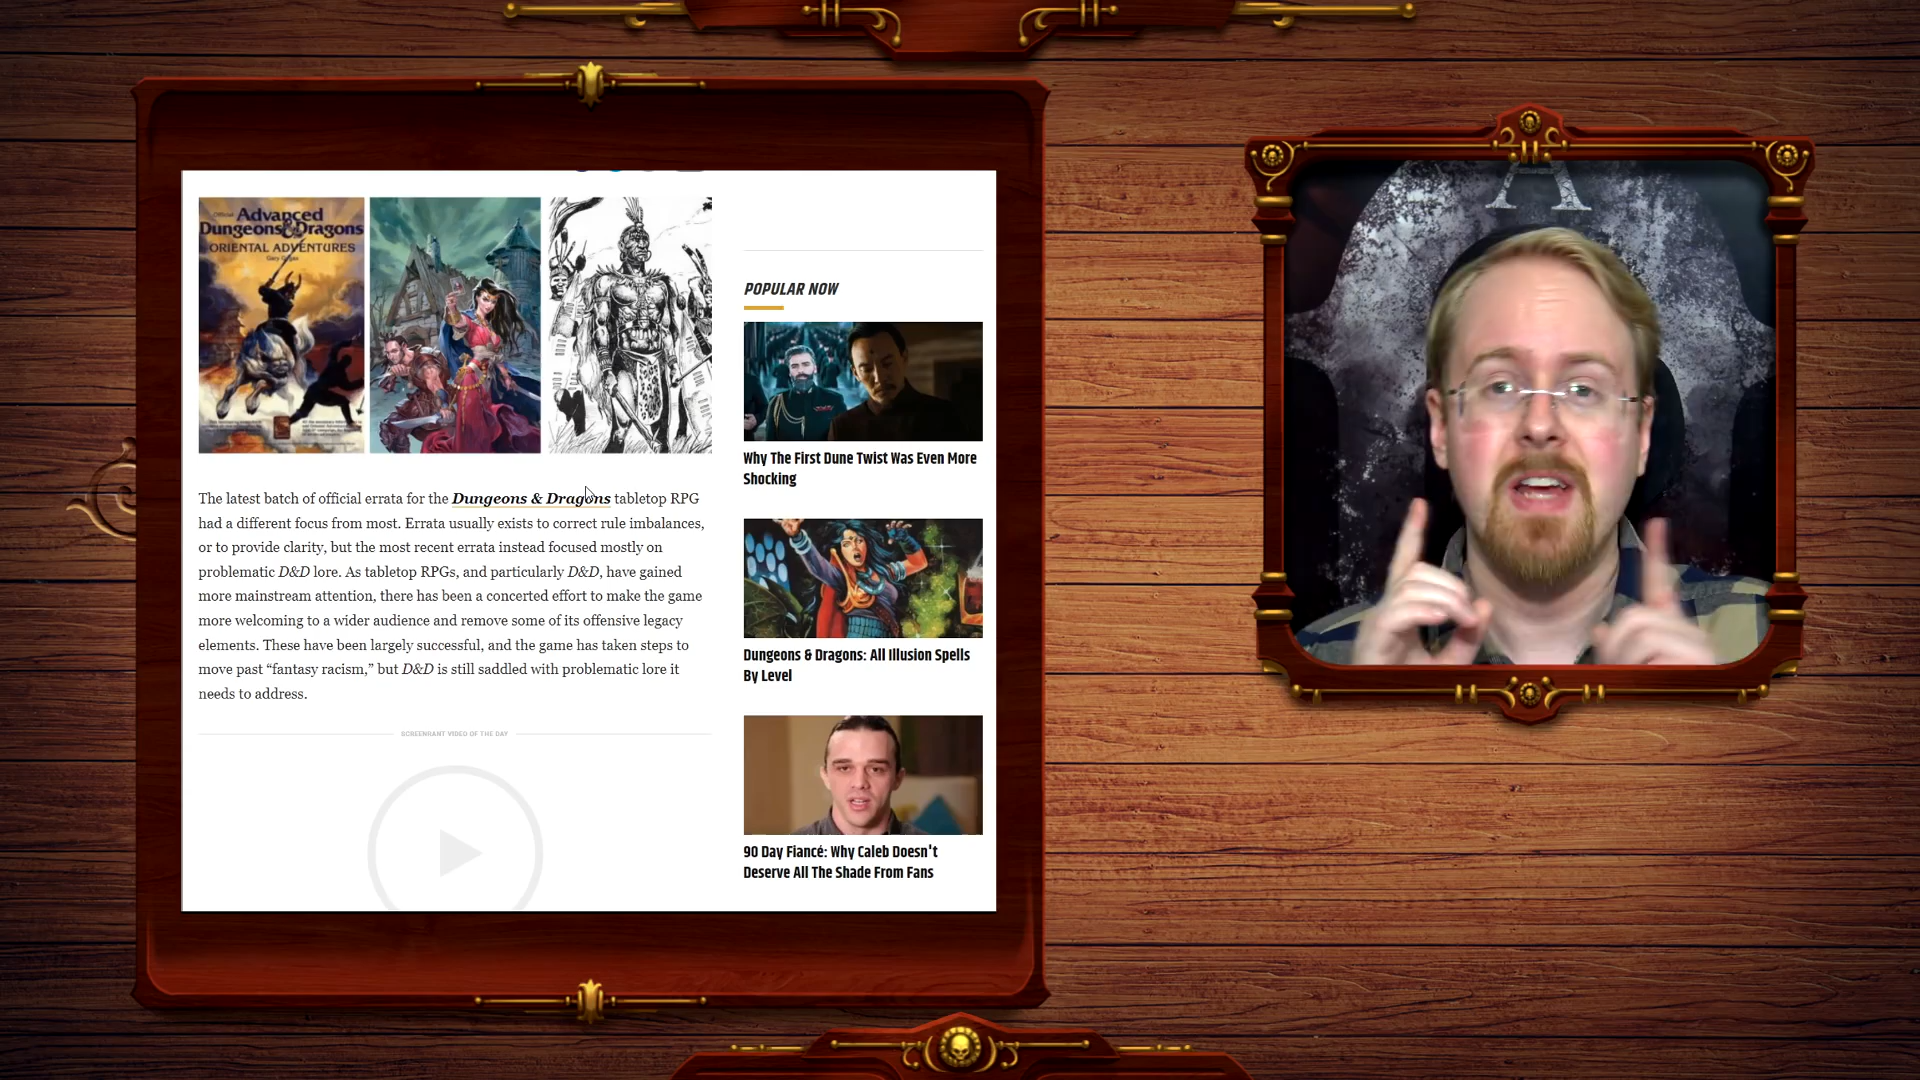 Official
Advanced
Dungeons & Dragons
ORIENTAL ADVENTURES
Gary Gygax
The latest batch of official errata for the Dungeons & Dragons tabletop RPG
had a different focus from most. Errata usually exists to correct rule imbalances,
or to provide clarity, but the most recent errata instead focused mostly on
problematic D&D lore. As tabletop RPGs, and particularly D&D, have gained
more mainstream attention, there has been a concerted effort to make the game
more welcoming to a wider audience and remove some of its offensive legacy
elements. These have been largely successful, and the game has taken steps to
move past “fantasy racism,” but D&D is still saddled with problematic lore it
needs to address.
SCREENRANT VIDEO OF THE DAY
POPULAR NOW
Why The First Dune Twist Was Even More
Shocking
Dungeons & Dragons: All Illusion Spells
By Level
90 Day Fiancé: Why Caleb Doesn't
Deserve All The Shade From Fans
A